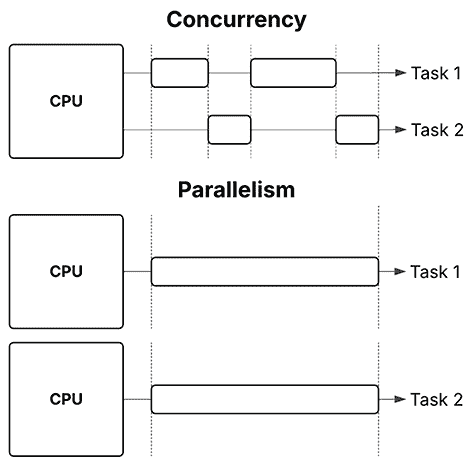 Concurrency
CPU
Task 1
Task 2
Parallelism
CPU
Task 1
CPU
Task 2